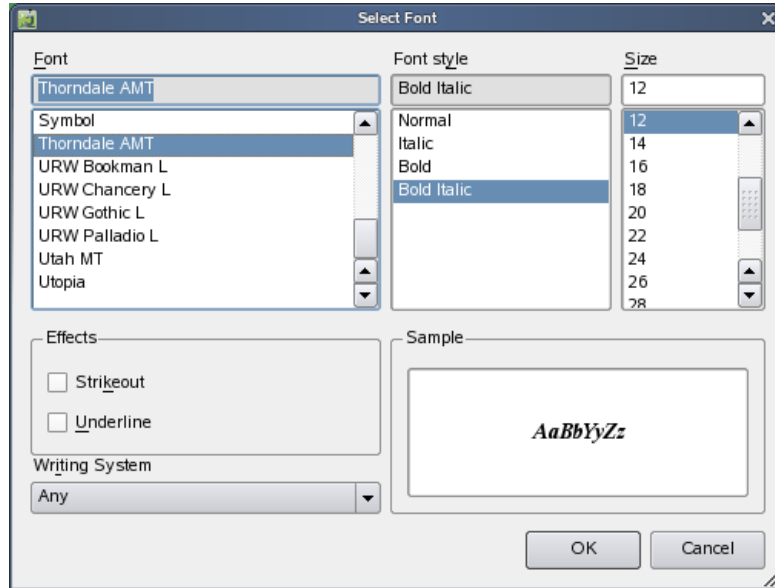 Select Font
Font
Thorndale AMT
Symbol
Thorndale AMT
URW Bookman L
URW Chancery L
URW Gothic L
URW Palladio L
Utah MT
Utopia
Font style
Bold Italic
Normal
Italic
Bold
Bold Italic
Size
12
12
14
16
18
20
22
24
26
28
Effects
Strikeout
Underline
Writing System
Any
Sample
AaBbYyZz
OK
Cancel